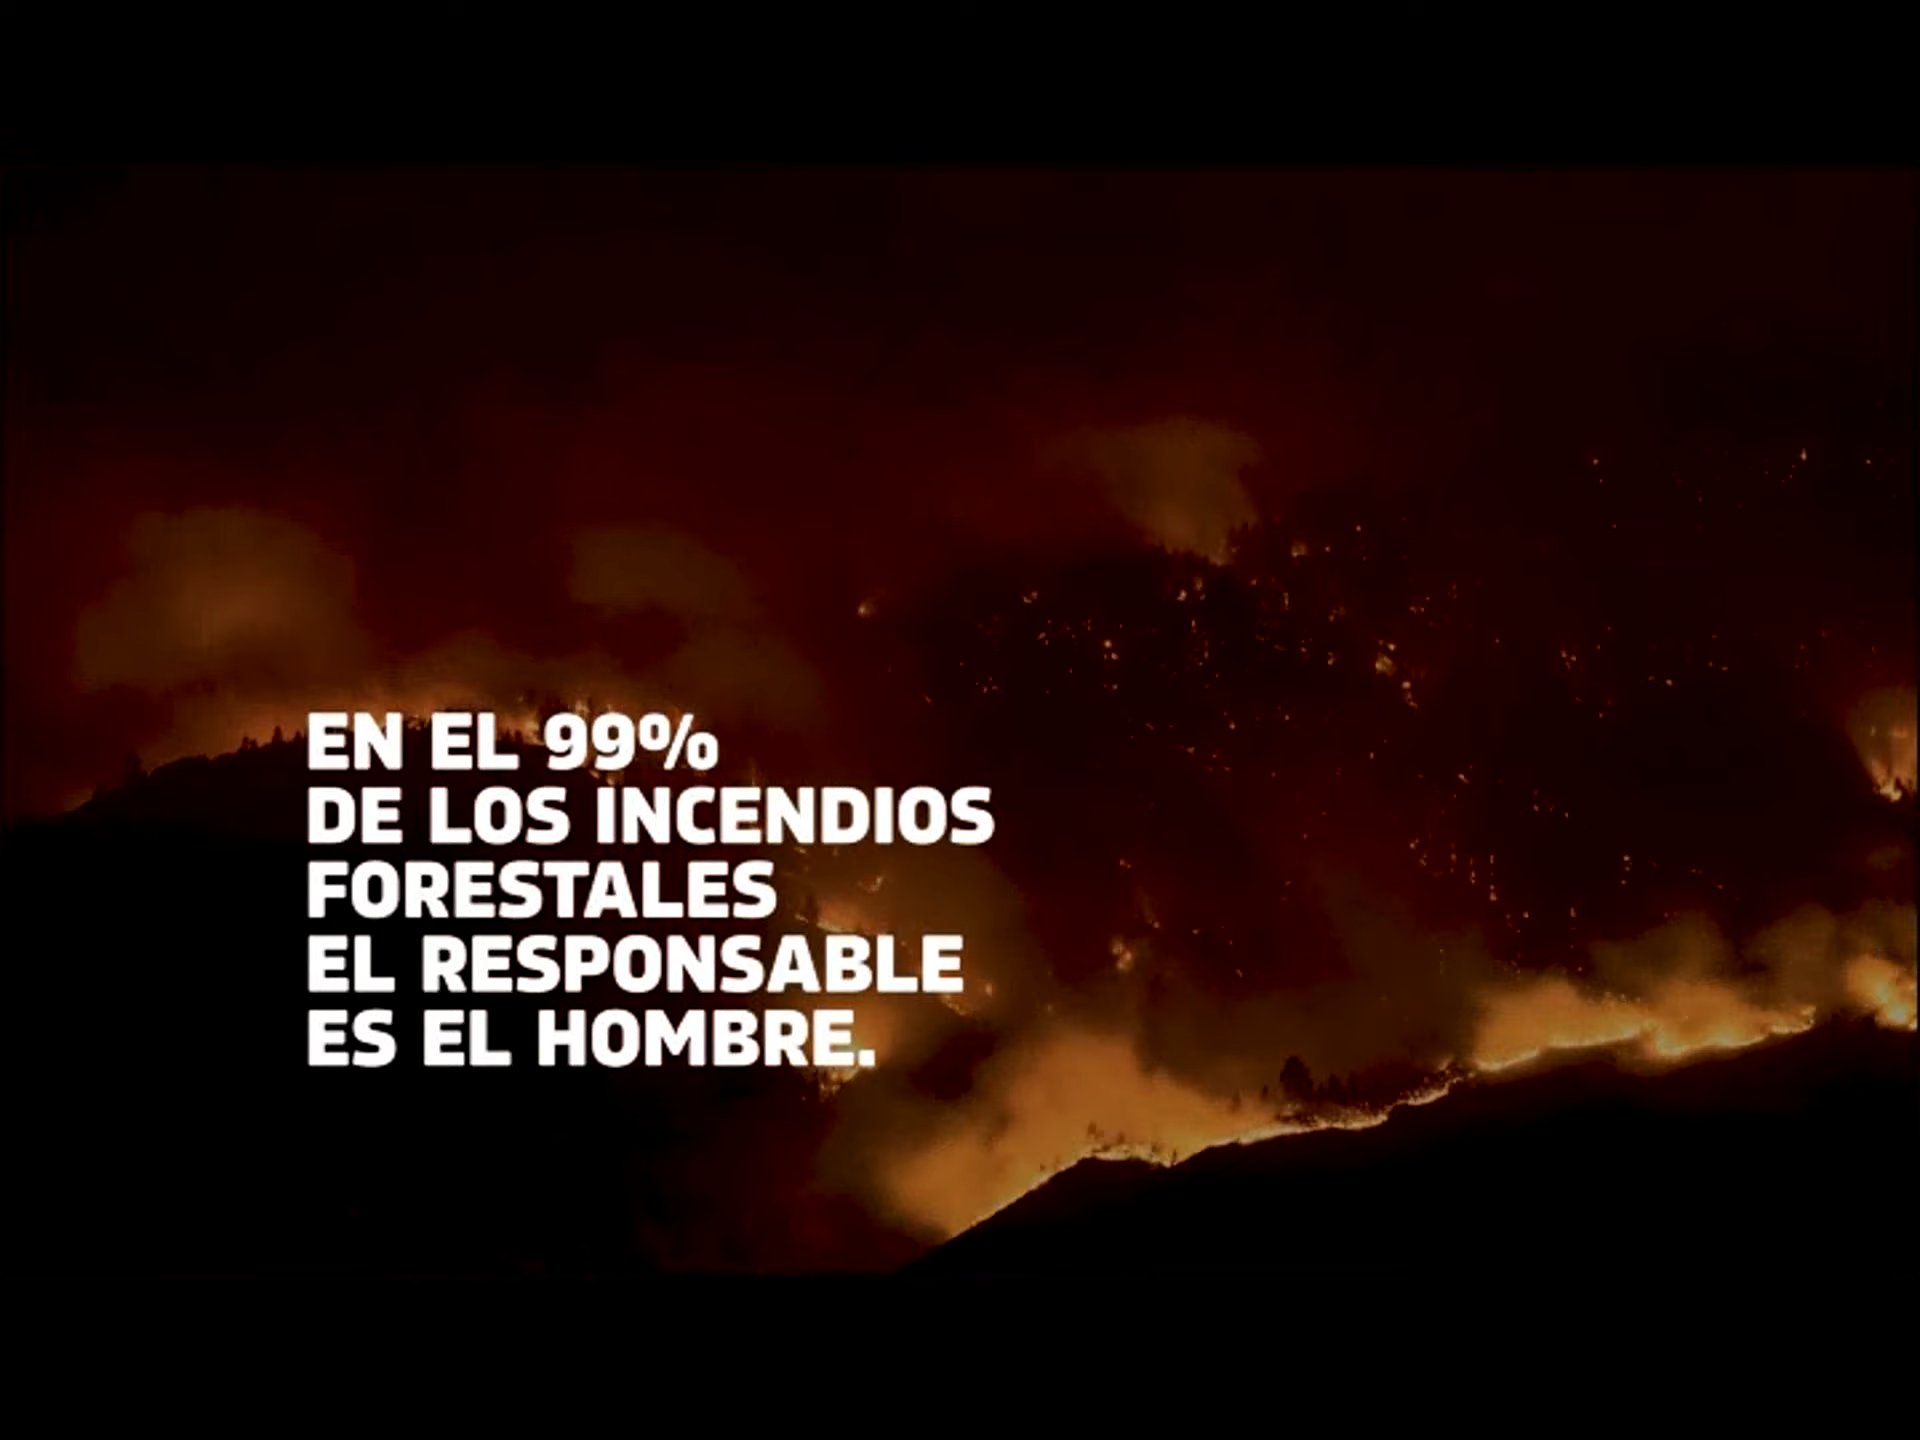 EN EL 99%
DE LOS INCENDIOS
FORESTALES
EL RESPONSABLE
ES EL HOMBRE.